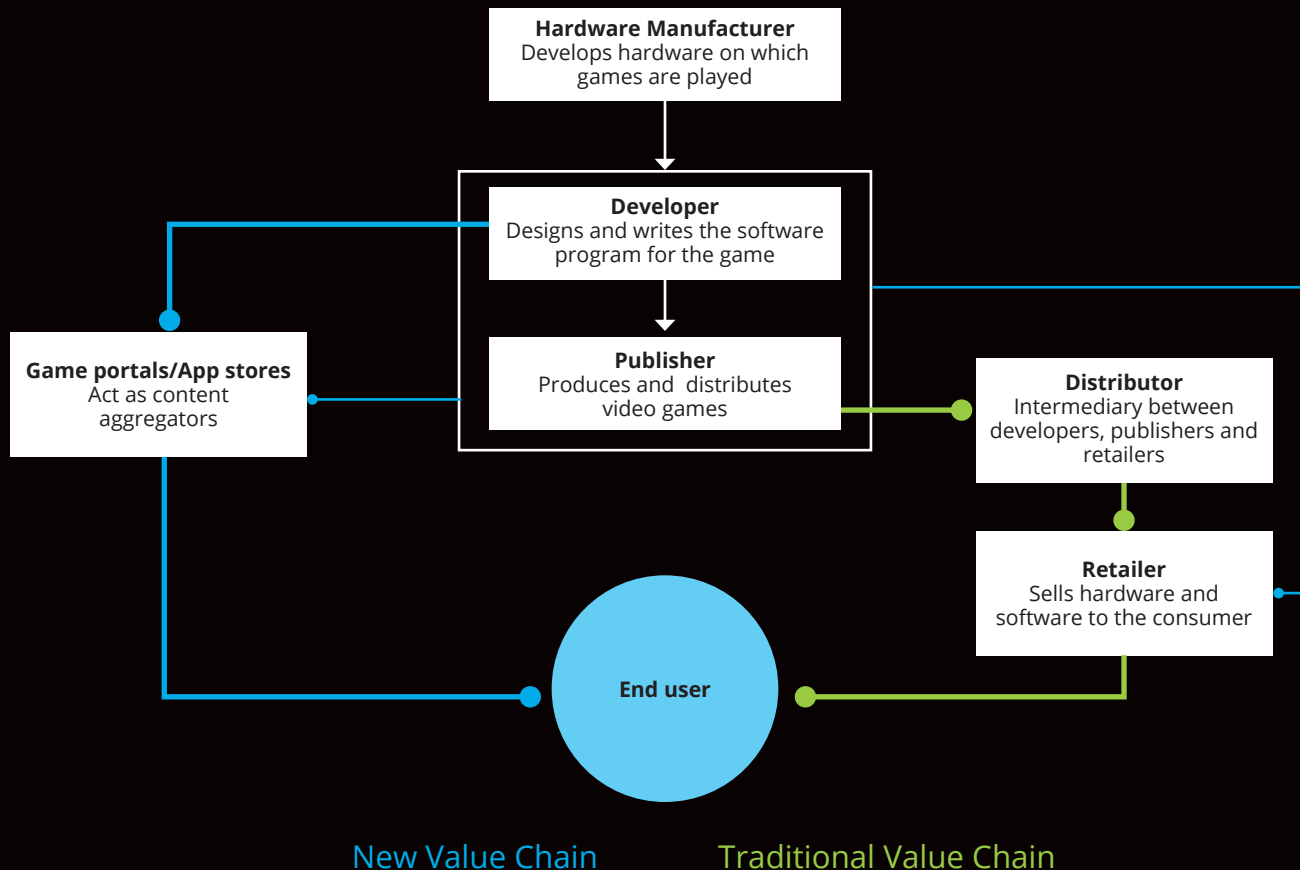 Hardware Manufacturer
Develops hardware on which
games are played
Developer
Designs and writes the software
program for the game
Publisher
Produces and distributes
video games
Game portals/App stores
Act as content
aggregators
Distributor
Intermediary between
developers, publishers and
retailers
Retailer
Sells hardware and
software to the consumer
End user
New Value Chain
Traditional Value Chain